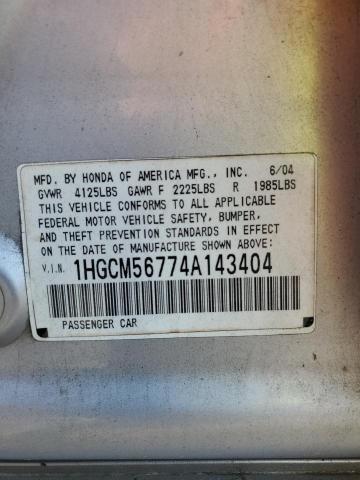 MFD. BY HONDA OF AMERICA MFG., INC. 6/04
GVWR 4125LBS GAWR F 2225LBS R 1985LBS
THIS VEHICLE CONFORMS TO ALL APPLICABLE
FEDERAL MOTOR VEHICLE SAFETY, BUMPER,
AND THEFT PREVENTION STANDARDS IN EFFECT
ON THE DATE OF MANUFACTURE SHOWN ABOVE:
V.I.N. 1HGCM56774A143404
PASSENGER CAR